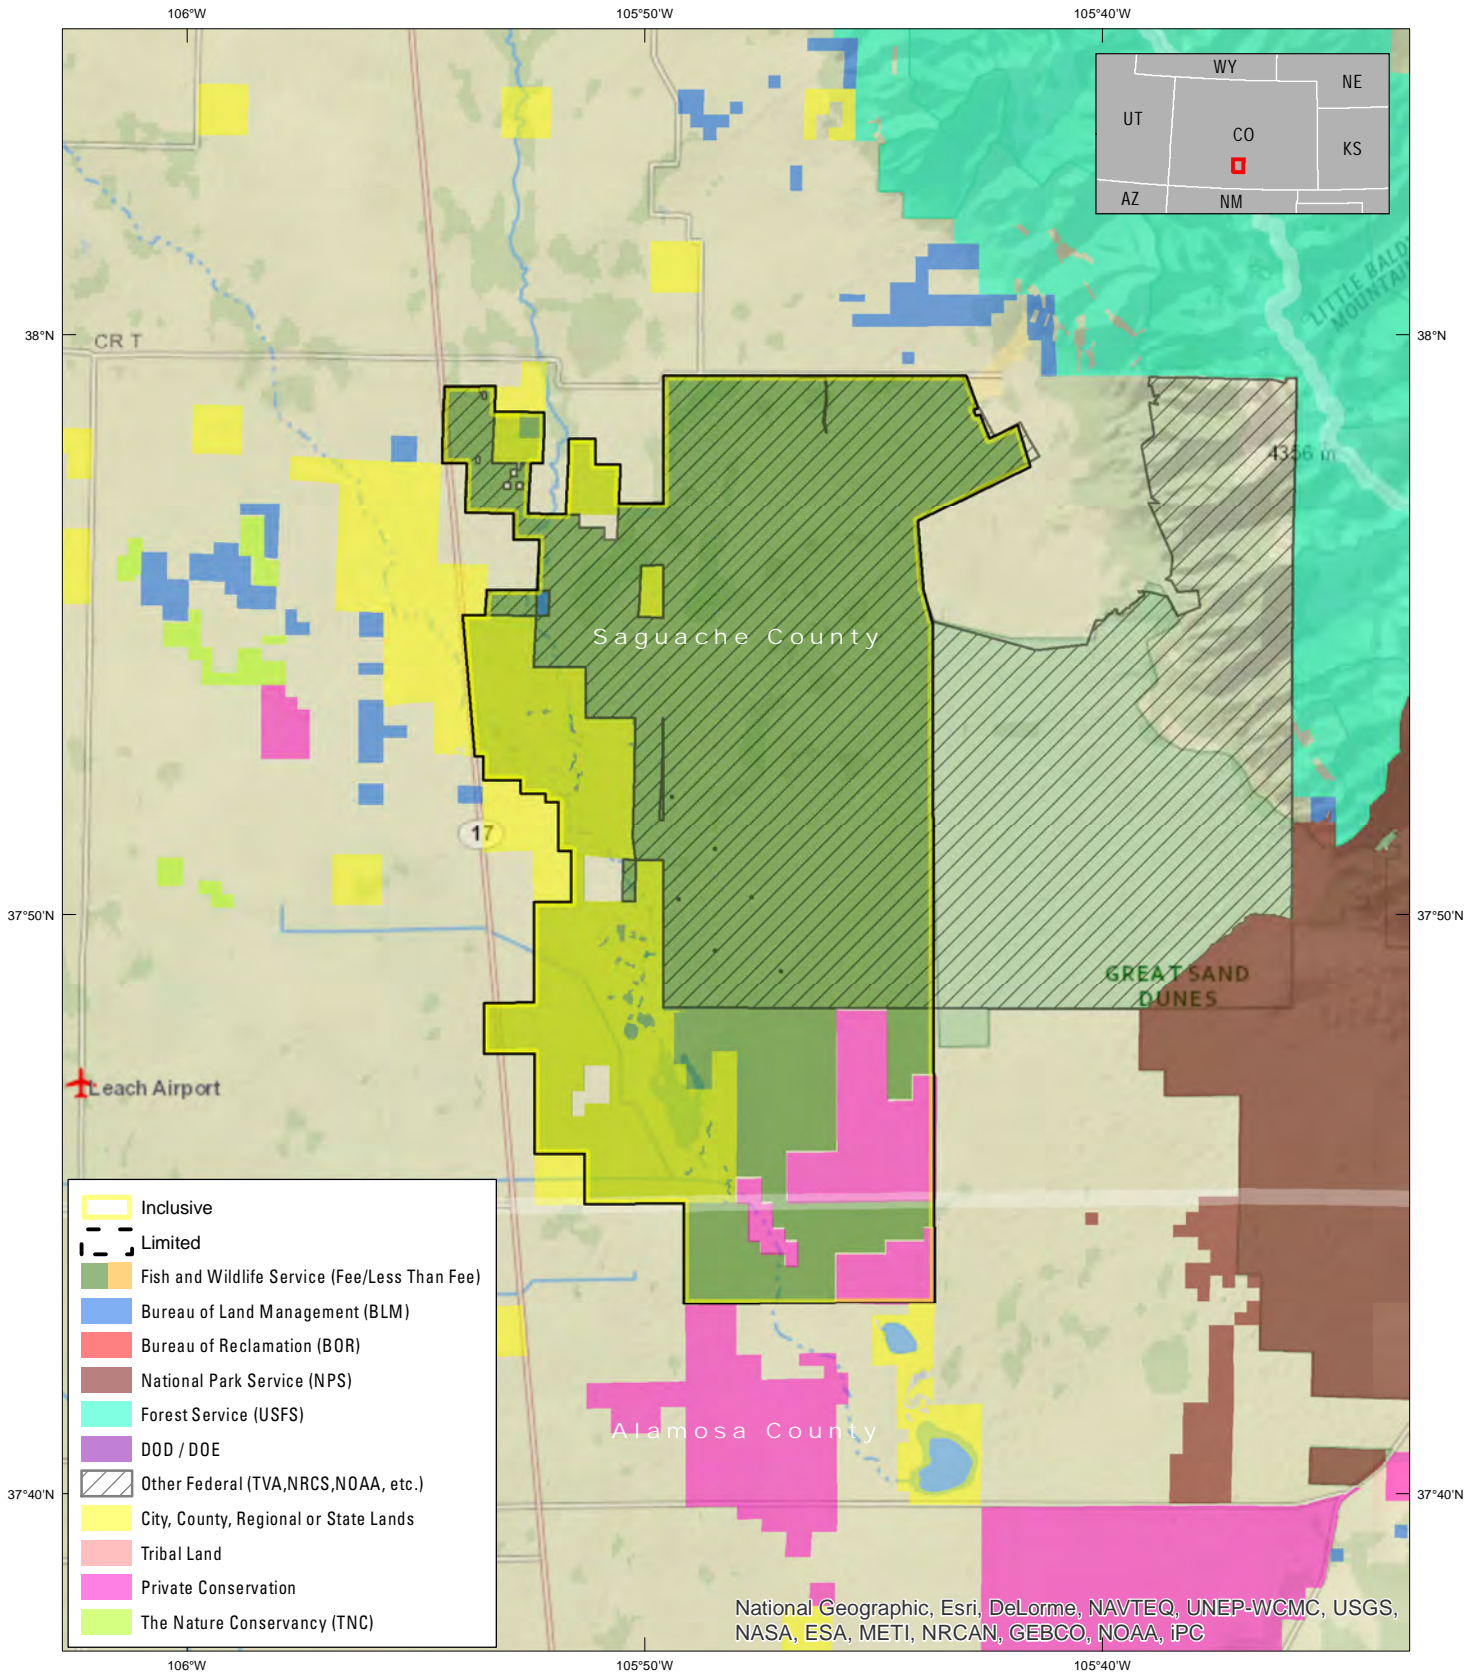 106°W
105°50'W
105°40'W
WY
NE
UT
CO
KS
AZ
NM
LITTLE BALDY
MOUNTAIN
38°N
38°N
CR T
4356 m
Saguache County
17
37°50'N
37°50'N
GREAT SAND
DUNES
Leach Airport
Inclusive
Limited
Fish and Wildlife Service (Fee/Less Than Fee)
Bureau of Land Management (BLM)
Bureau of Reclamation (BOR)
National Park Service (NPS)
Forest Service (USFS)
DOD / DOE
Other Federal (TVA,NRCS,NOAA, etc.)
City, County, Regional or State Lands
Tribal Land
Private Conservation
The Nature Conservancy (TNC)
Alamosa County
37°40'N
37°40'N
National Geographic, Esri, DeLorme, NAVTEQ, UNEP-WCMC, USGS,
NASA, ESA, METI, NRCAN, GEBCO, NOAA, iPC
106°W
105°50'W
105°40'W